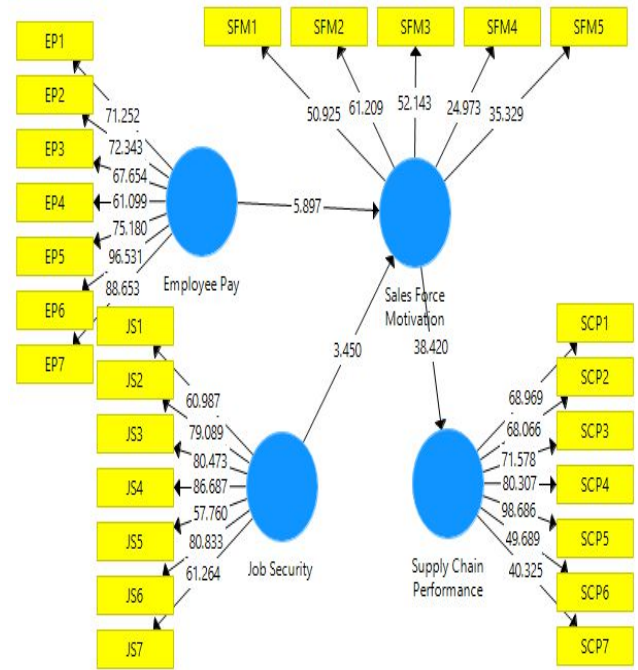 SFM1
SFM2
SFM3
SFM4
SFM5
50.925
61.209
52.143
24.973
35.329
EP1
EP2
EP3
EP4
EP5
EP6
EP7
71.252
72.343
67.654
61.099
75.180
96.531
88.653
Employee Pay
5.897
Sales Force
Motivation
3.450
38.420
JS1
JS2
JS3
JS4
JS5
JS6
JS7
60.987
79.089
80.473
86.687
57.760
80.833
61.264
Job Security
Supply Chain
Performance
68.969
68.066
71.578
80.307
98.686
49.689
40.325
SCP1
SCP2
SCP3
SCP4
SCP5
SCP6
SCP7